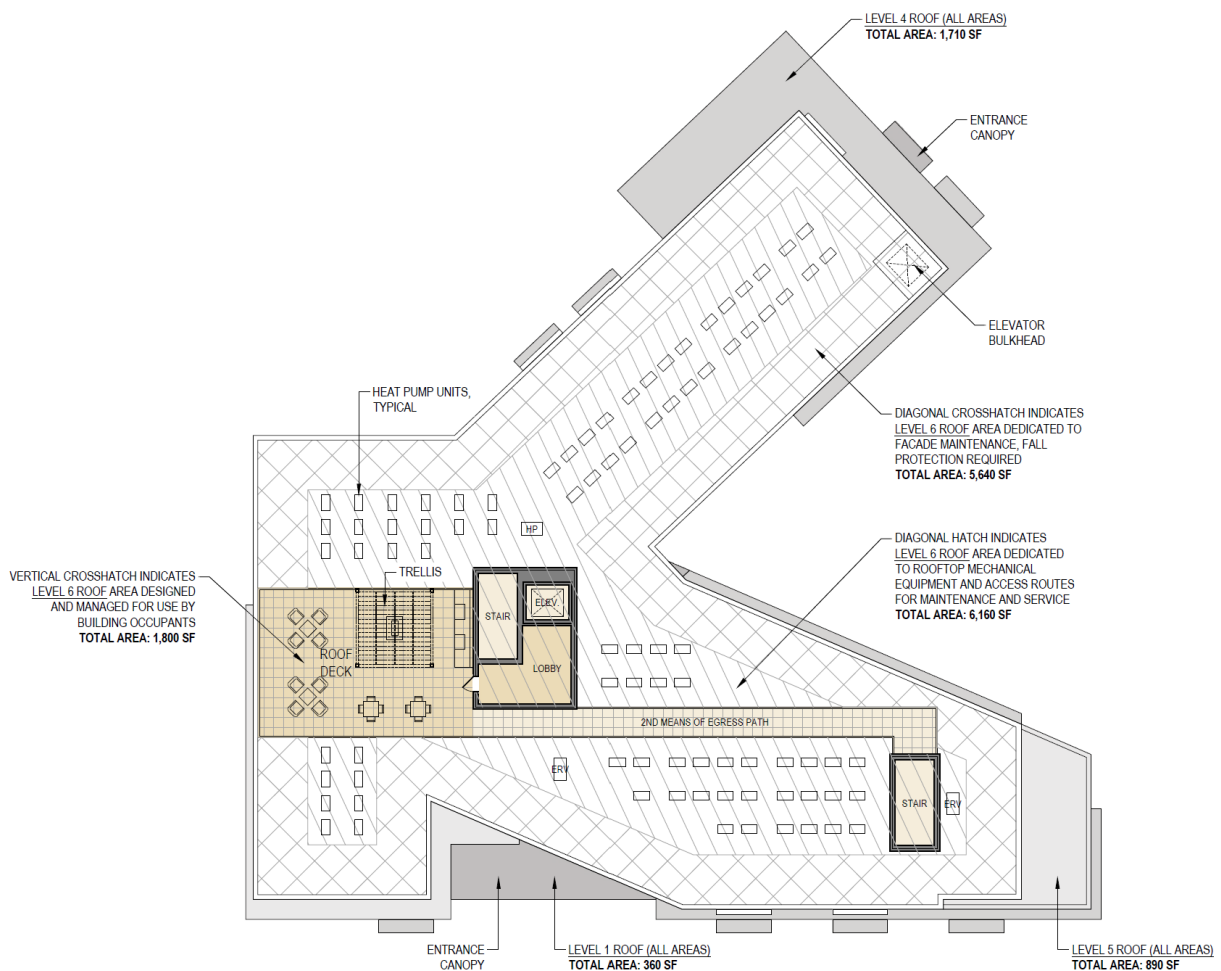 LEVEL 4 ROOF (ALL AREAS)
TOTAL AREA: 1,710 SF
ENTRANCE
CANOPY
ELEVATOR
BULKHEAD
HEAT PUMP UNITS,
TYPICAL
DIAGONAL CROSSHATCH INDICATES
LEVEL 6 ROOF AREA DEDICATED TO
FACADE MAINTENANCE, FALL
PROTECTION REQUIRED
TOTAL AREA: 5,640 SF
HP
DIAGONAL HATCH INDICATES
LEVEL 6 ROOF AREA DEDICATED
TO ROOFTOP MECHANICAL
EQUIPMENT AND ACCESS ROUTES
FOR MAINTENANCE AND SERVICE
TOTAL AREA: 6,160 SF
VERTICAL CROSSHATCH INDICATES
LEVEL 6 ROOF AREA DESIGNED
AND MANAGED FOR USE BY
BUILDING OCCUPANTS
TOTAL AREA: 1,800 SF
TRELLIS
STAIR
ELEV.
LOBBY
ROOF
DECK
2ND MEANS OF EGRESS PATH
ERV
STAIR
ERV
ENTRANCE
CANOPY
LEVEL 1 ROOF (ALL AREAS)
TOTAL AREA: 360 SF
LEVEL 5 ROOF (ALL AREAS)
TOTAL AREA: 890 SF